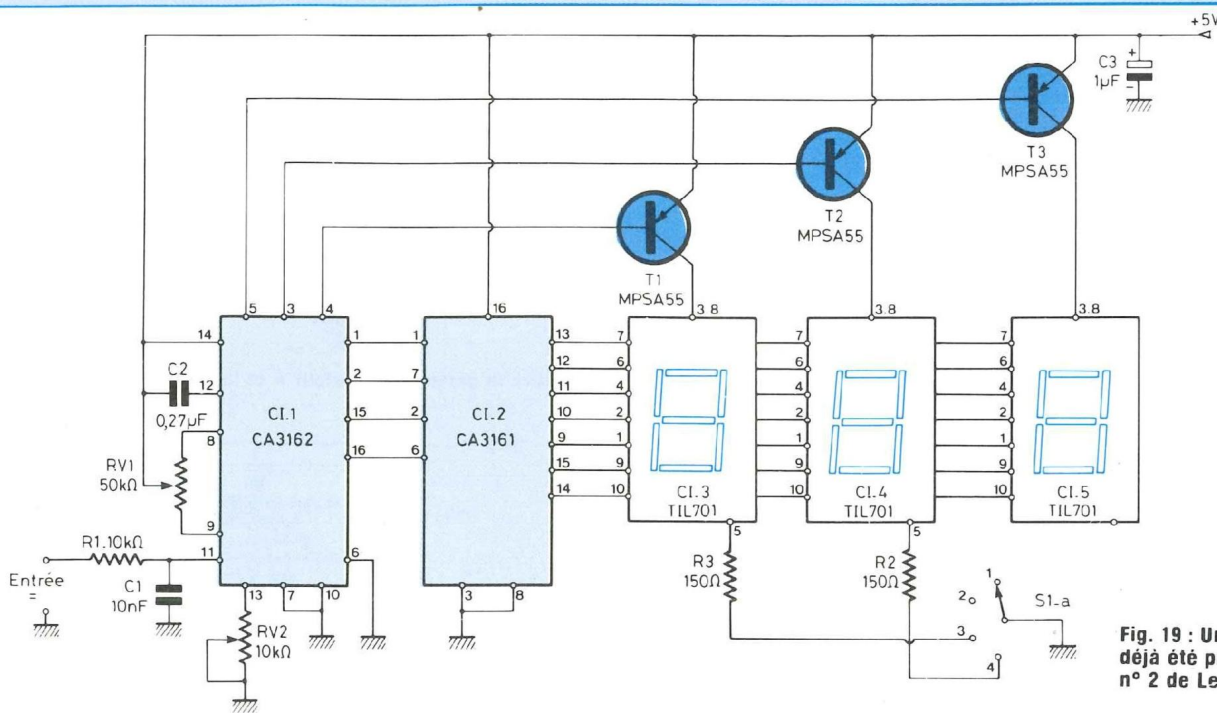 +5V
C3
1µF
+
-
T3
MPSA55
T2
MPSA55
T1
MPSA55
5 3 4
16
3.8
3.8
3.8
14
C2
12
0,27µF
8
RV1
50kΩ
9
R1.10kΩ
11
Entrée
=
C1
10nF
13 7 10
RV2
10kΩ
CI.1
CA3162
1
2
15
16
6
1
7
2
6
CI.2
CA3161
3 8
13
12
11
10
9
15
14
7
6
4
2
1
9
10
CI.3
TIL701
5
R3
150Ω
7
6
4
2
1
9
10
CI.4
TIL701
5
R2
150Ω
7
6
4
2
1
9
10
CI.5
TIL701
1
2
3
4
S1-a
Fig. 19 : Un
déjà été p
n° 2 de Le